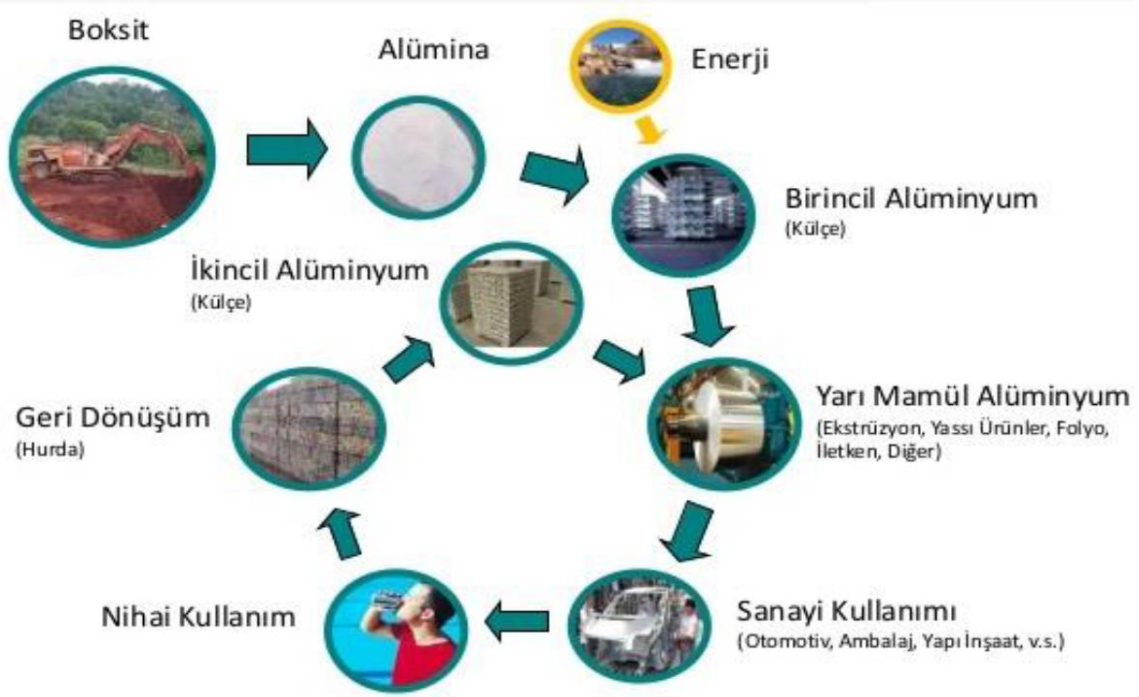 Boksit
Alümina
Enerji
Birincil Alüminyum
(Külçe)
İkincil Alüminyum
(Külçe)
Yarı Mamül Alüminyum
(Ekstrüzyon, Yassı Ürünler, Folyo,
İletken, Diğer)
Geri Dönüşüm
(Hurda)
Nihai Kullanım
Sanayi Kullanımı
(Otomotiv, Ambalaj, Yapı İnşaat, v.s.)